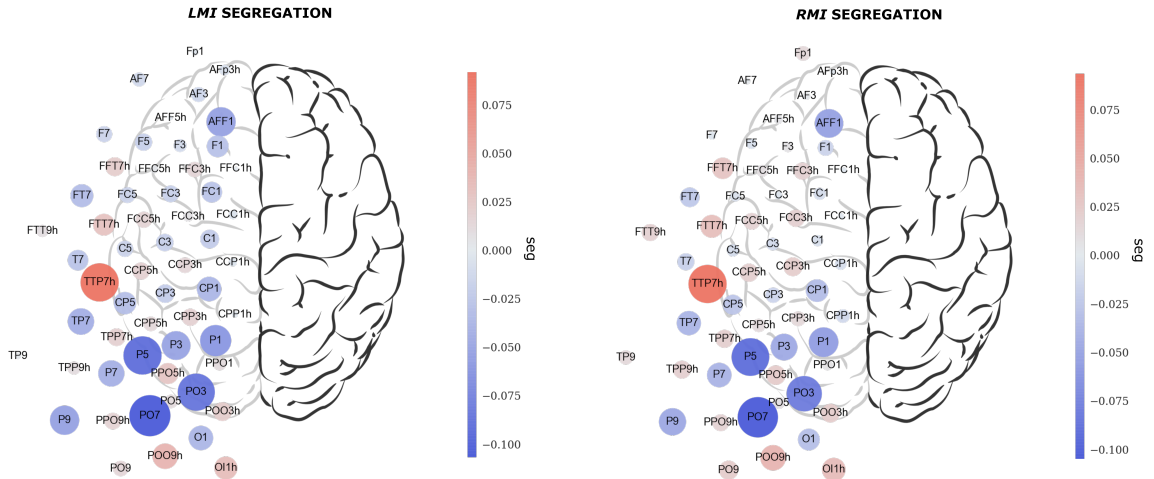 LMI SEGREGATION
Fp1
AFp3h
AF7
AF3
AFF5h
AFF1
F7
F5
F3
F1
FFT7h
FFC5h
FFC3h
FFC1h
FT7
FC5
FC3
FC1
FTT9h
FTT7h
FCC5h
FCC3h
FCC1h
C5
C3
C1
T7
CCP5h
CCP3h
CCP1h
TTP7h
CP5
CP3
CP1
TP7
CPP5h
CPP3h
CPP1h
TPP7h
P5
P3
P1
TP9
TPP9h
P7
PPO5h
PPO1
PO3
PO5
P9
PPO9h
PO7
POO3h
O1
POO9h
PO9
OI1h
0.075
0.050
0.025
0.000
−0.025
−0.050
−0.075
−0.100
seg
RMI SEGREGATION
Fp1
AFp3h
AF7
AF3
AFF5h
AFF1
F7
F5
F3
F1
FFT7h
FFC5h
FFC3h
FFC1h
FT7
FC5
FC3
FC1
FTT9h
FTT7h
FCC5h
FCC3h
FCC1h
C5
C3
C1
T7
CCP5h
CCP3h
CCP1h
TTP7h
CP5
CP3
CP1
TP7
CPP5h
CPP3h
CPP1h
TPP7h
P5
P3
P1
TP9
TPP9h
P7
PPO5h
PPO1
PO3
PO5
P9
PPO9h
PO7
POO3h
O1
POO9h
PO9
OI1h
0.075
0.050
0.025
0.000
−0.025
−0.050
−0.075
−0.100
seg